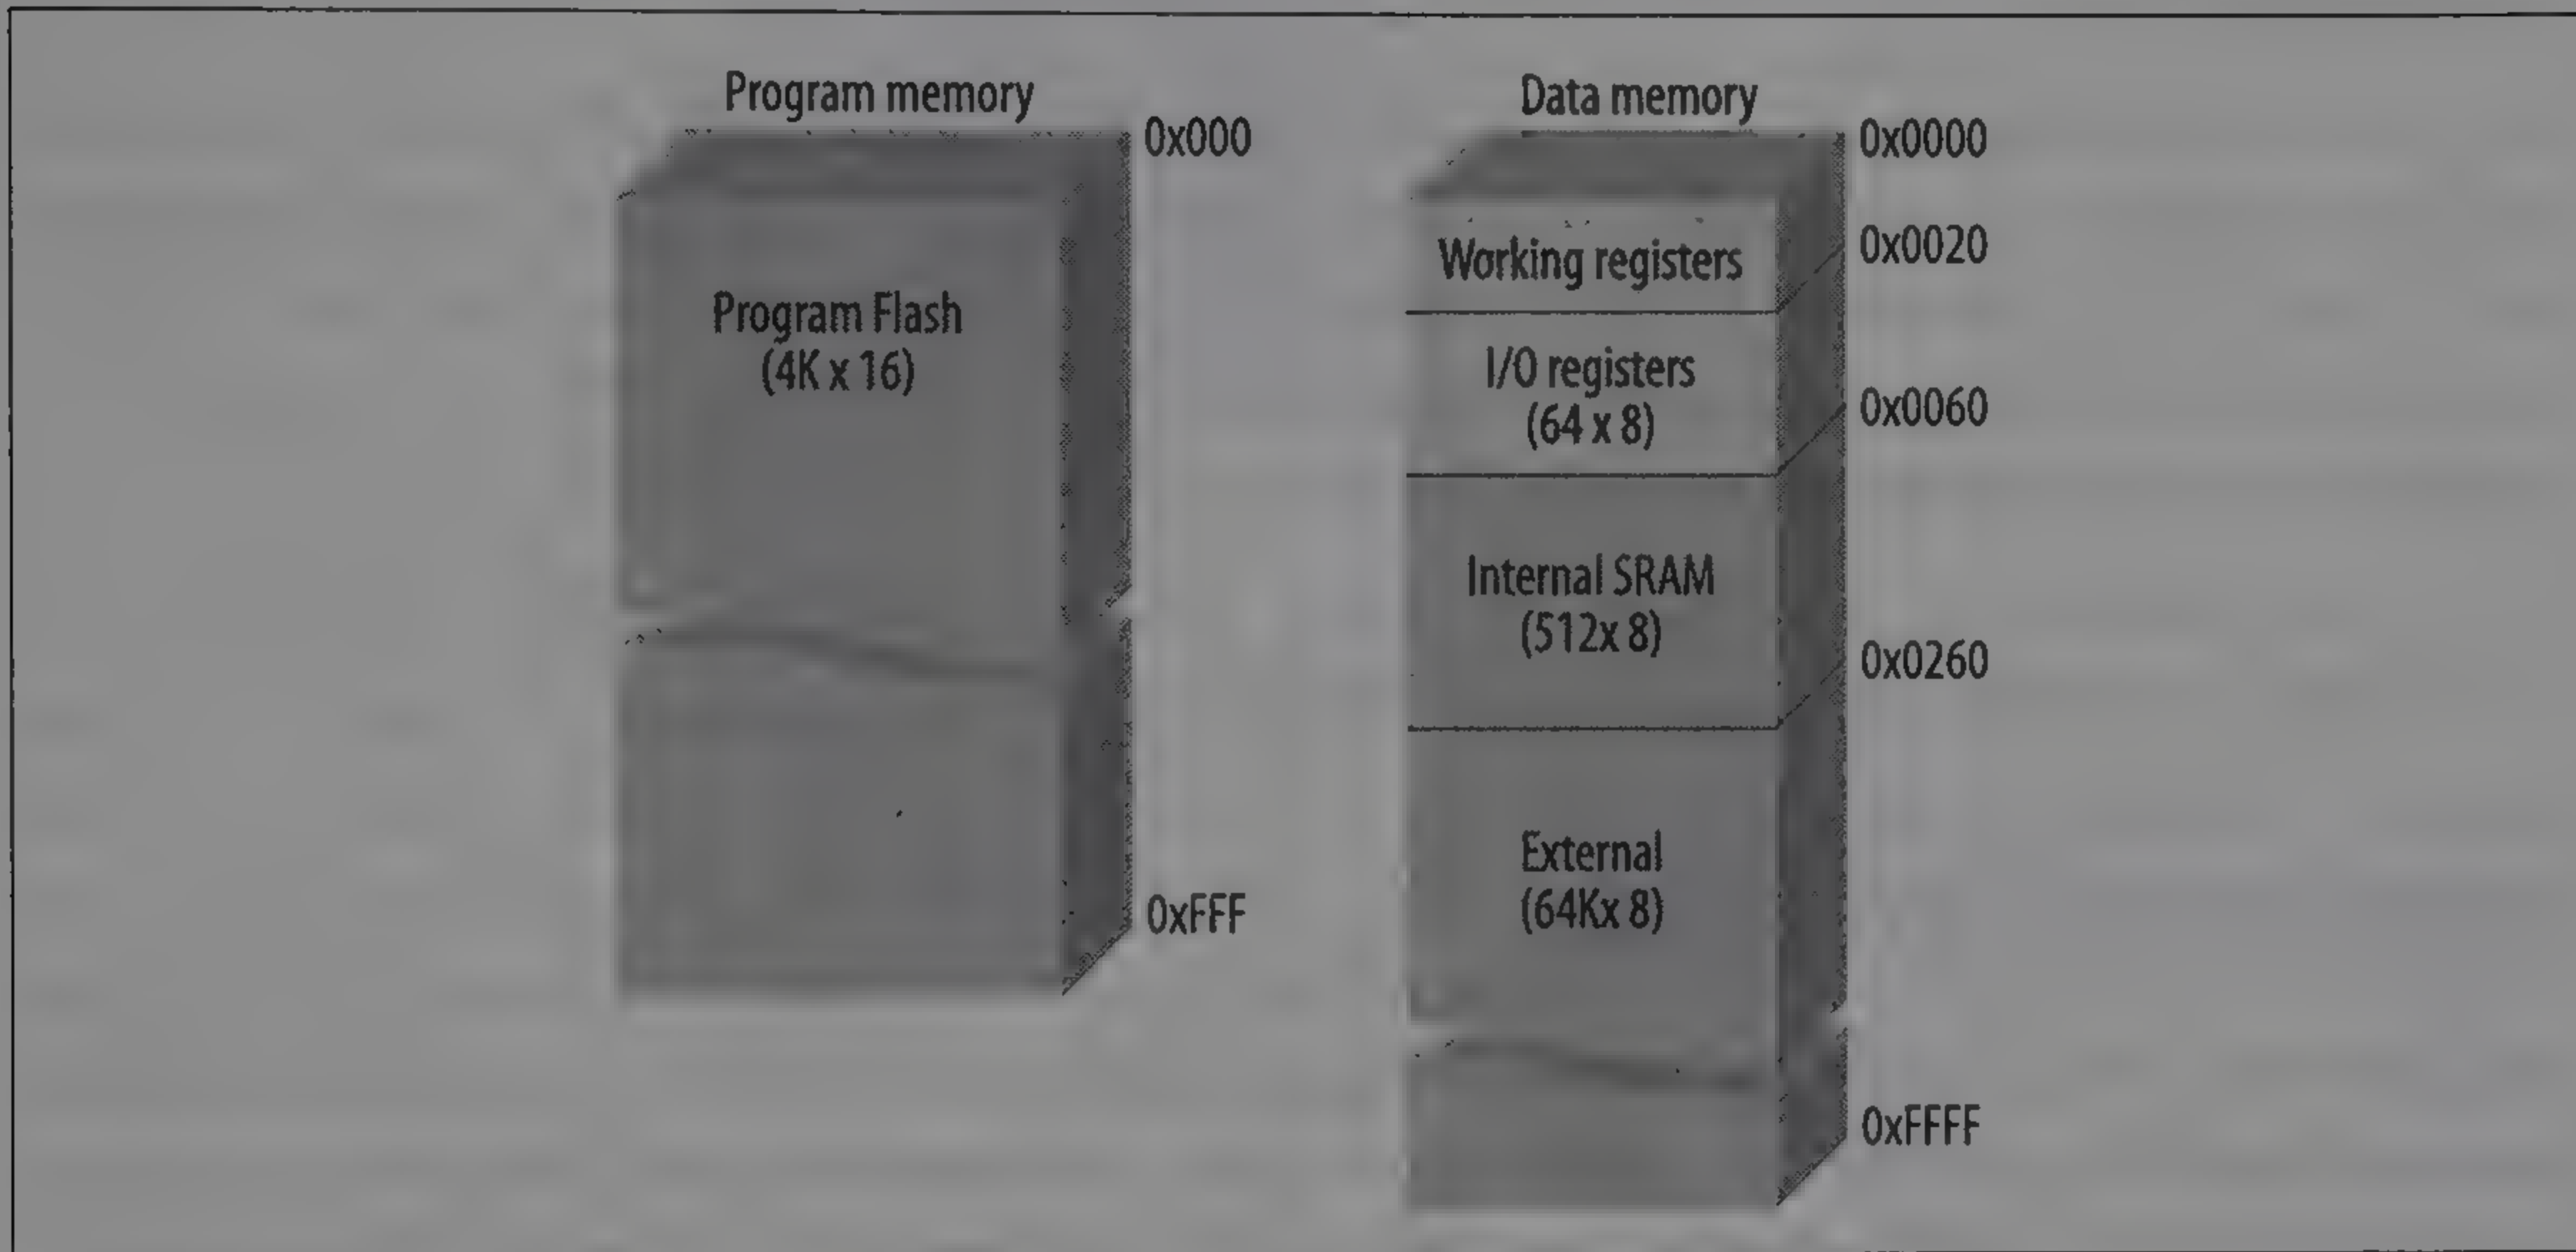 Program memory
0x000
Program Flash
(4K x 16)
0xFFF
Data memory
0x0000
Working registers
0x0020
I/O registers
(64 x 8)
0x0060
Internal SRAM
(512x 8)
0x0260
External
(64Kx 8)
0xFFFF